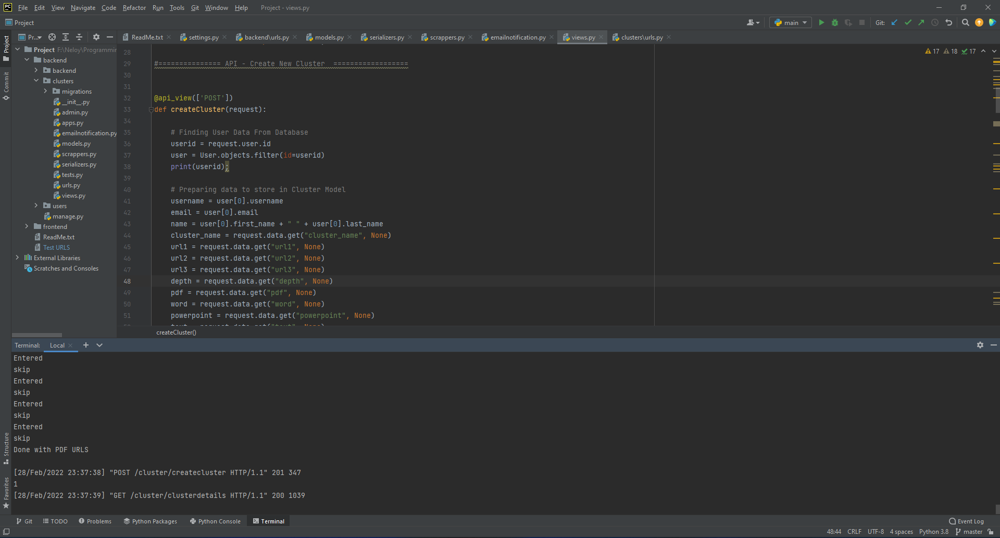 PC File Edit View Navigate Code Refactor Run Tools Git Window Help Project - views.py
Project main Git:
Pr... ReadMe.txt settings.py backend\urls.py models.py serializers.py scrappers.py emailnotification.py views.py clusters\urls.py
Project F:\Neloy\Programmin
backend
backend
clusters
migrations
__init__.py
admin.py
apps.py
emailnotification.py
models.py
scrappers.py
serializers.py
tests.py
urls.py
views.py
users
manage.py
frontend
ReadMe.txt
Test URLS
External Libraries
Scratches and Consoles
Project
Commit
Structure
Favorites
17 18 17
28
29 #=============== API - Create New Cluster ==================
30
31
32 @api_view(['POST'])
33 def createCluster(request):
34
35 # Finding User Data From Database
36 userid = request.user.id
37 user = User.objects.filter(id=userid)
38 print(userid);
39
40 # Preparing data to store in Cluster Model
41 username = user[0].username
42 email = user[0].email
43 name = user[0].first_name + " " + user[0].last_name
44 cluster_name = request.data.get("cluster_name", None)
45 url1 = request.data.get("url1", None)
46 url2 = request.data.get("url2", None)
47 url3 = request.data.get("url3", None)
48 depth = request.data.get("depth", None)
49 pdf = request.data.get("pdf", None)
50 word = request.data.get("word", None)
51 powerpoint = request.data.get("powerpoint", None)
createCluster()
Terminal: Local
Entered
skip
Entered
skip
Entered
skip
Entered
skip
Done with PDF URLS
[28/Feb/2022 23:37:38] "POST /cluster/createcluster HTTP/1.1" 201 347
1
[28/Feb/2022 23:37:39] "GET /cluster/clusterdetails HTTP/1.1" 200 1039
Git TODO Problems Python Packages Python Console Terminal Event Log
48:44 CRLF UTF-8 4 spaces Python 3.8 master